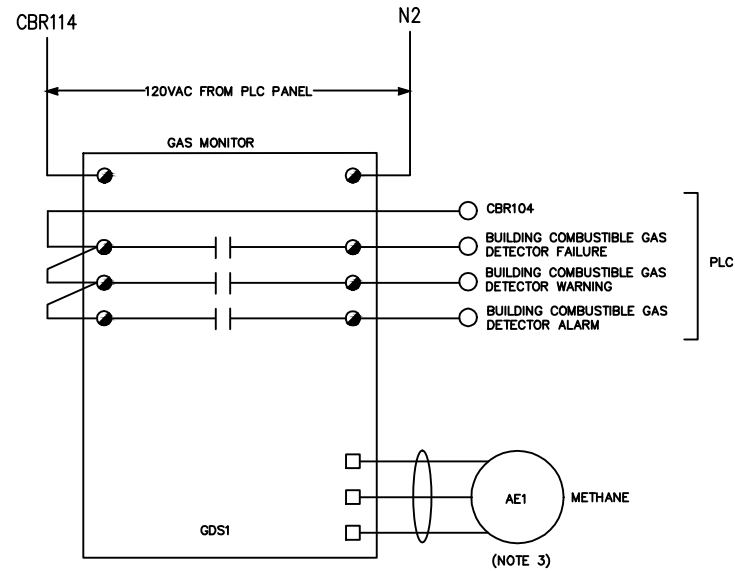 CBR114
N2
120VAC FROM PLC PANEL
GAS MONITOR
CBR104
BUILDING COMBUSTIBLE GAS
DETECTOR FAILURE
BUILDING COMBUSTIBLE GAS
DETECTOR WARNING
BUILDING COMBUSTIBLE GAS
DETECTOR ALARM
PLC
AE1
METHANE
GDS1
(NOTE 3)